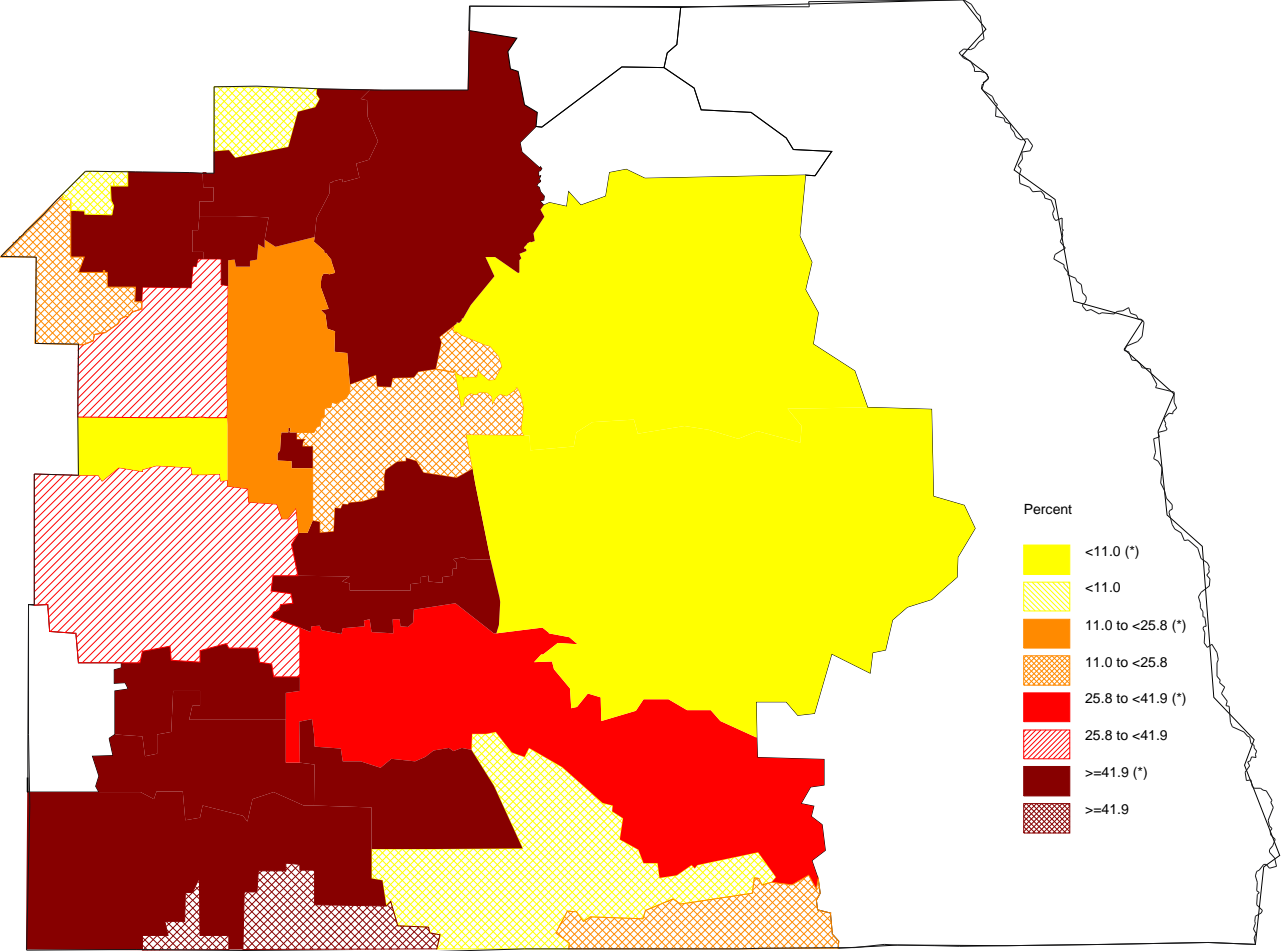 Percent
<11.0 (*)
<11.0
11.0 to <25.8 (*)
11.0 to <25.8
25.8 to <41.9 (*)
25.8 to <41.9
>=41.9 (*)
>=41.9